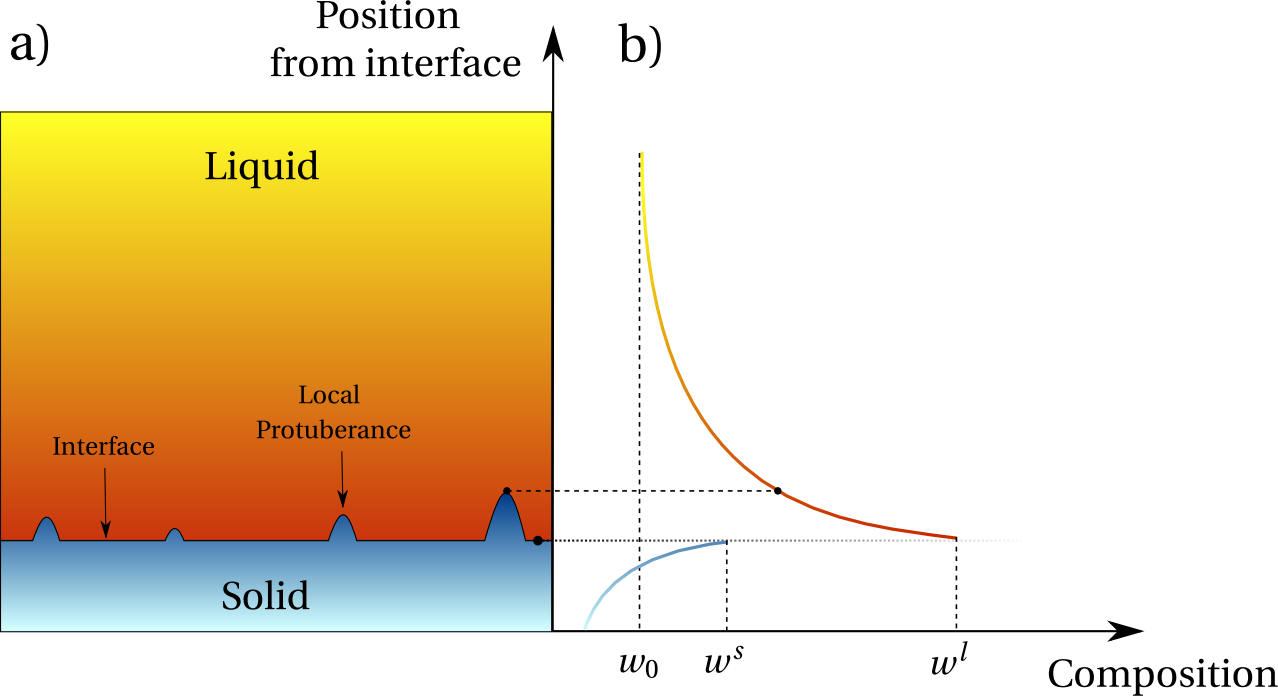 a)
Position
from interface
b)
Liquid
Local
Protuberance
Interface
Solid
w₀
wˢ
wˡ
Composition